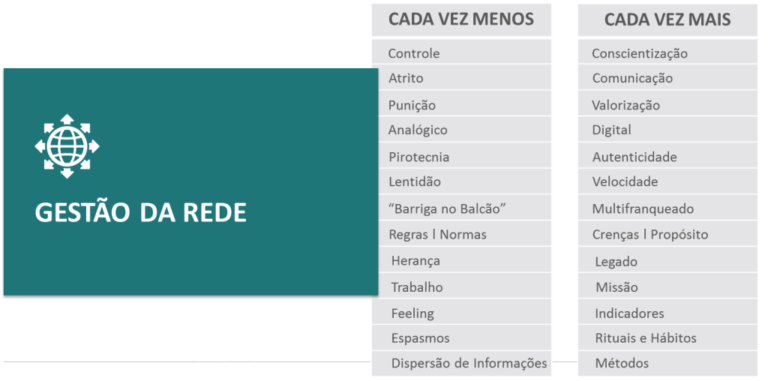 CADA VEZ MENOS CADA VEZ MAIS
Controle Conscientização
Atrito Comunicação
Punição Valorização
Analógico Digital
Pirotecnia Autenticidade
Lentidão Velocidade
GESTÃO DA REDE
“Barriga no Balcão” Multifranqueado
Regras l Normas Crenças l Propósito
Herança Legado
Trabalho Missão
Feeling Indicadores
Espasmos Rituais e Hábitos
Dispersão de Informações Métodos